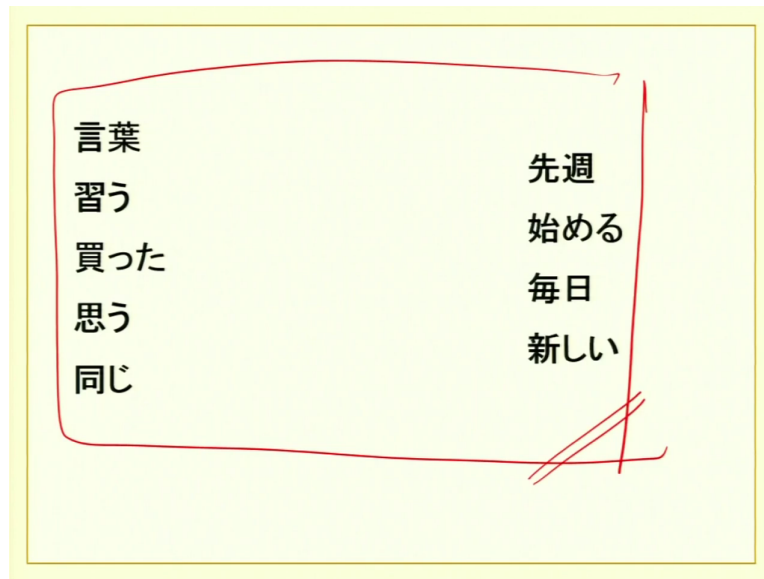 言葉
習う
買った
思う
同じ
先週
始める
毎日
新しい